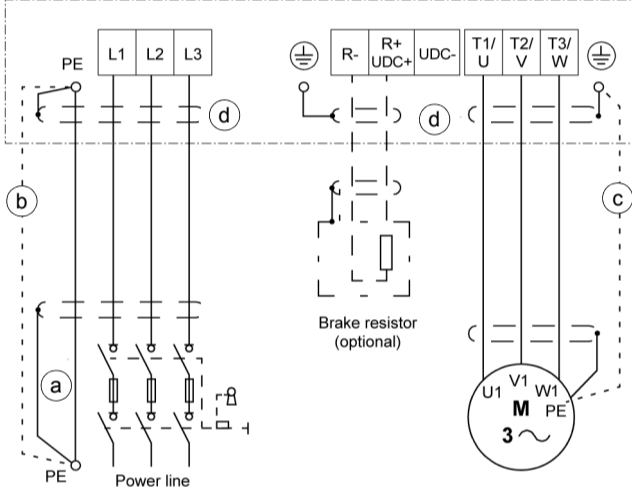 PE
L1 L2 L3
R- R+ UDC+ UDC-
T1/ U T2/ V T3/ W
d
d
b
c
a
Brake resistor
(optional)
U1 V1 W1
M PE
3
PE
Power line